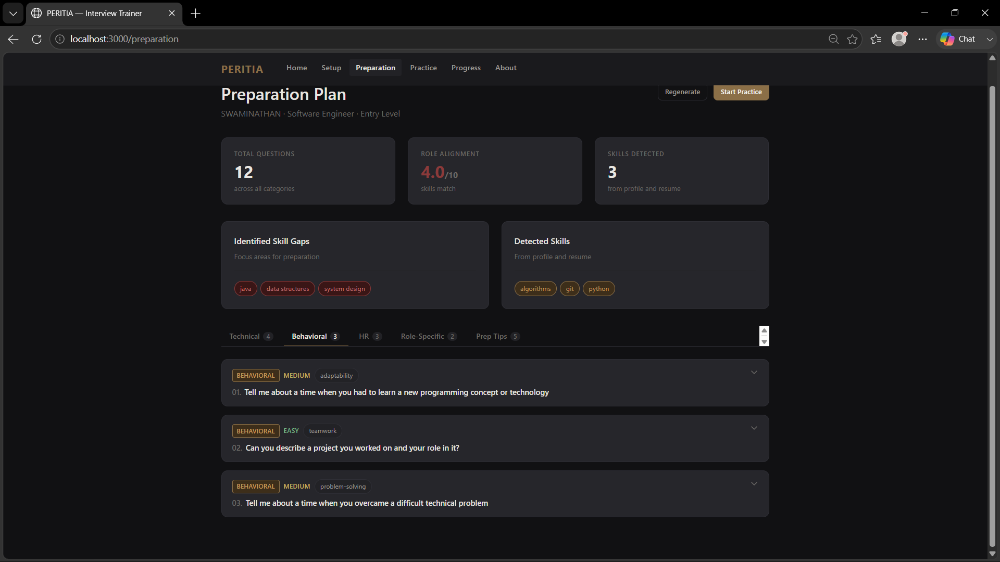 PERITIA — Interview Trainer
localhost:3000/preparation
Chat
PERITIA Home Setup Preparation Practice Progress About
Preparation Plan
Regenerate Start Practice
SWAMINATHAN · Software Engineer · Entry Level
TOTAL QUESTIONS
12
across all categories
ROLE ALIGNMENT
4.0/10
skills match
SKILLS DETECTED
3
from profile and resume
Identified Skill Gaps
Focus areas for preparation
java data structures system design
Detected Skills
From profile and resume
algorithms git python
Technical 4 Behavioral 3 HR 3 Role-Specific 2 Prep Tips 5
BEHAVIORAL MEDIUM adaptability
01. Tell me about a time when you had to learn a new programming concept or technology
BEHAVIORAL EASY teamwork
02. Can you describe a project you worked on and your role in it?
BEHAVIORAL MEDIUM problem-solving
03. Tell me about a time when you overcame a difficult technical problem